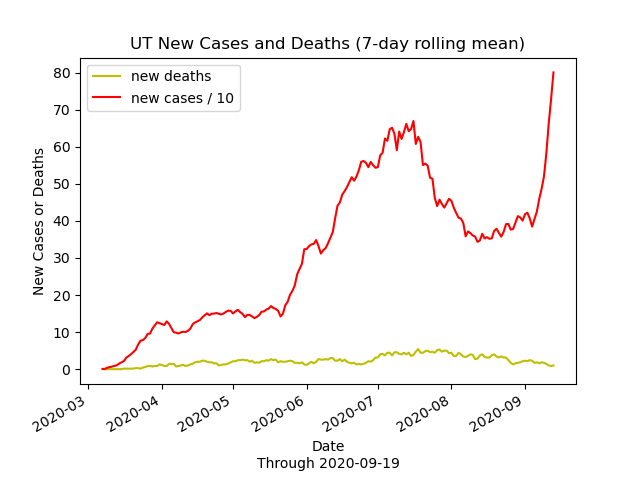 UT New Cases and Deaths (7-day rolling mean)
new deaths
new cases / 10
80
70
60
50
40
30
20
10
0
New Cases or Deaths
2020-03
2020-04
2020-05
2020-06
2020-07
2020-08
2020-09
Date
Through 2020-09-19